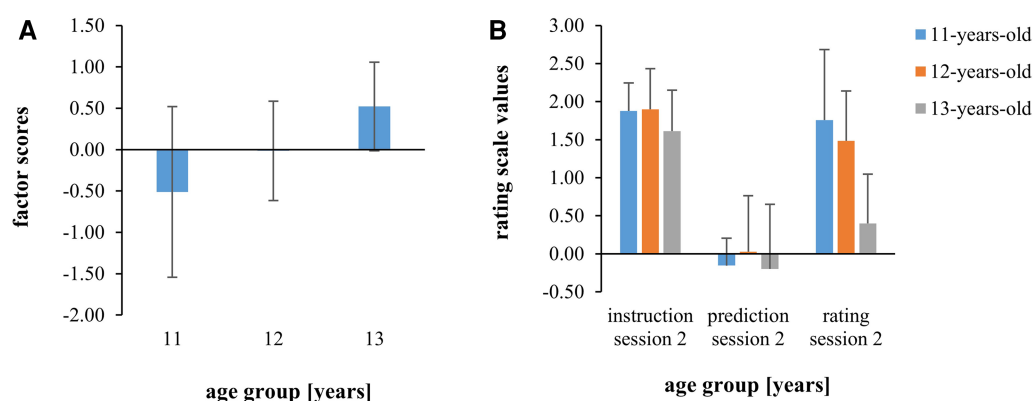 A
1.50
1.00
0.50
0.00
-0.50
-1.00
-1.50
-2.00
factor scores
11 12 13
age group [years]
B
3.00
2.50
2.00
1.50
1.00
0.50
0.00
-0.50
rating scale values
instruction prediction rating
session 2 session 2 session 2
age group [years]
11-years-old
12-years-old
13-years-old